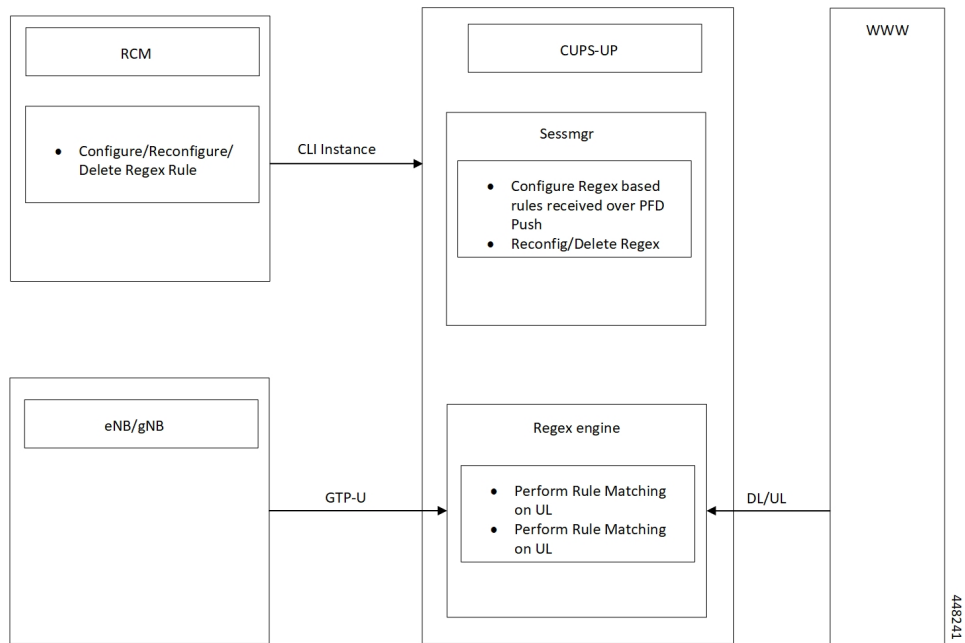 RCM
● Configure/Reconfigure/
Delete Regex Rule
CLI Instance
CUPS-UP
Sessmgr
● Configure Regex based
rules received over PFD
Push
● Reconfig/Delete Regex
WWW
eNB/gNB
GTP-U
Regex engine
● Perform Rule Matching
on UL
● Perform Rule Matching
on UL
DL/UL
448241